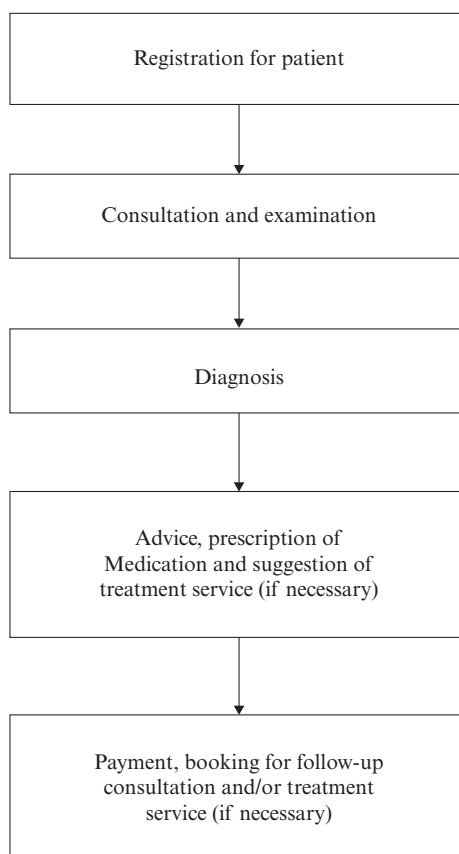 Registration for patient
Consultation and examination
Diagnosis
Advice, prescription of
Medication and suggestion of
treatment service (if necessary)
Payment, booking for follow-up
consultation and/or treatment
service (if necessary)